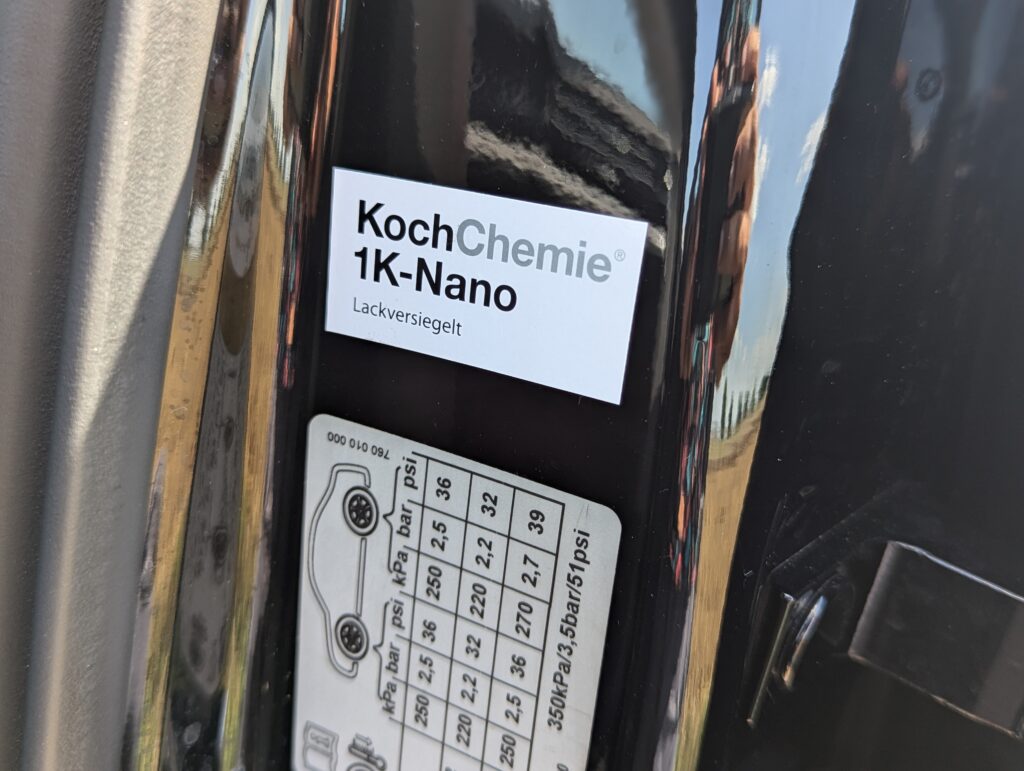 KochChemie®
1K-Nano
Lackversiegelt
760 010 000
kPa bar psi kPa bar psi
250 2,5 36 250 2,5 36
220 2,2 32 220 2,2 32
250 2,5 36 270 2,7 39
350kPa/3,5bar/51psi